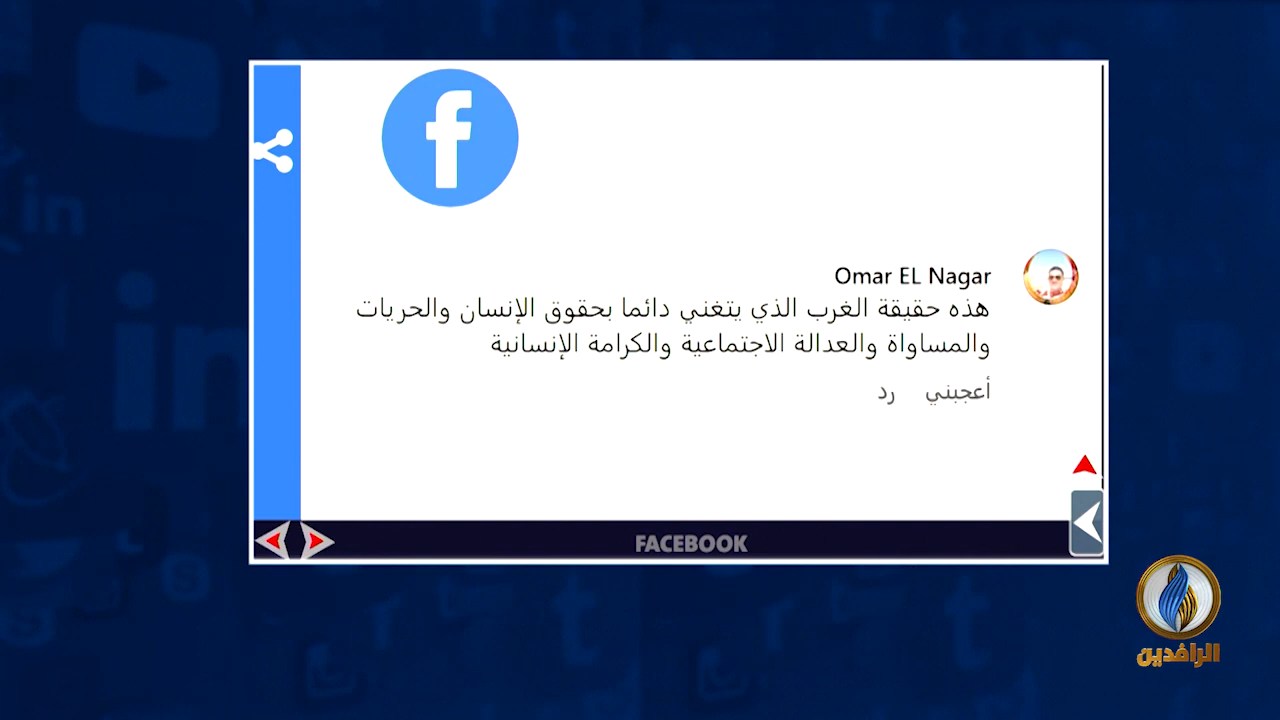 Omar EL Nagar
هذه حقيقة الغرب الذي يتغني دائما بحقوق الإنسان والحريات
والمساواة والعدالة الاجتماعية والكرامة الإنسانية
أعجبني رد
FACEBOOK
الرافدين